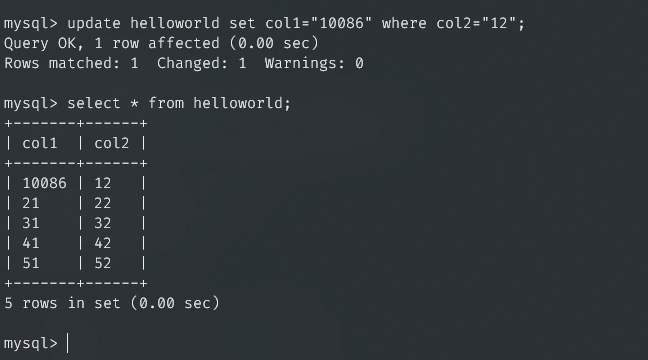 mysql> update helloworld set col1="10086" where col2="12";
Query OK, 1 row affected (0.00 sec)
Rows matched: 1  Changed: 1  Warnings: 0

mysql> select * from helloworld;
+-------+------+
| col1  | col2 |
+-------+------+
| 10086 | 12   |
| 21    | 22   |
| 31    | 32   |
| 41    | 42   |
| 51    | 52   |
+-------+------+
5 rows in set (0.00 sec)

mysql>